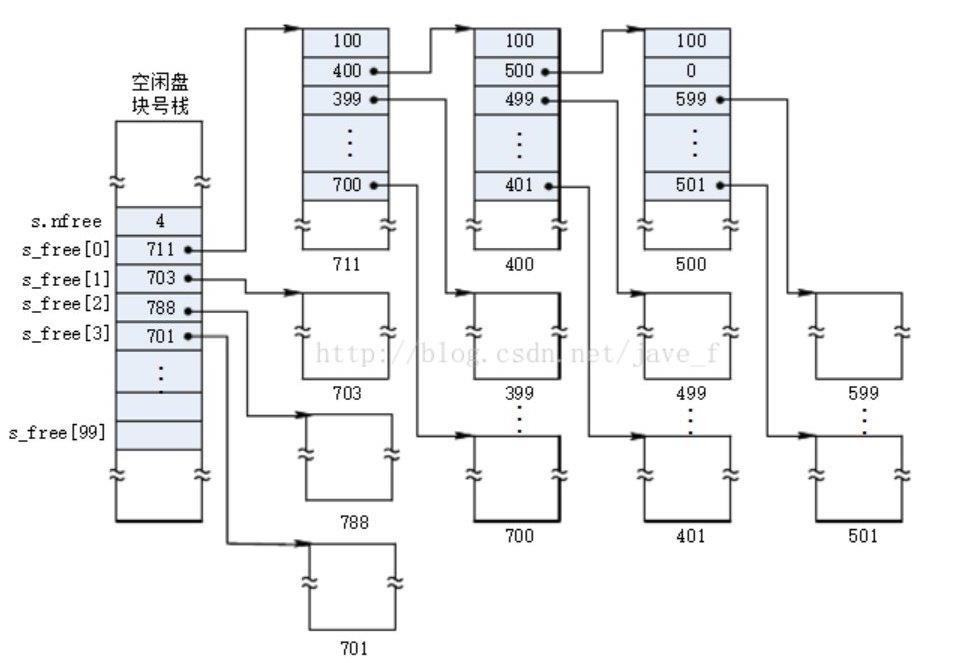 空闲盘
块号栈
s.nfree 4
s_free[0] 711
s_free[1] 703
s_free[2] 788
s_free[3] 701
s_free[99]
100
400
399
700
711
100
500
499
401
400
100
0
599
501
500
703
399
499
599
788
700
401
501
701
http://blog.csdn.net/jave_f